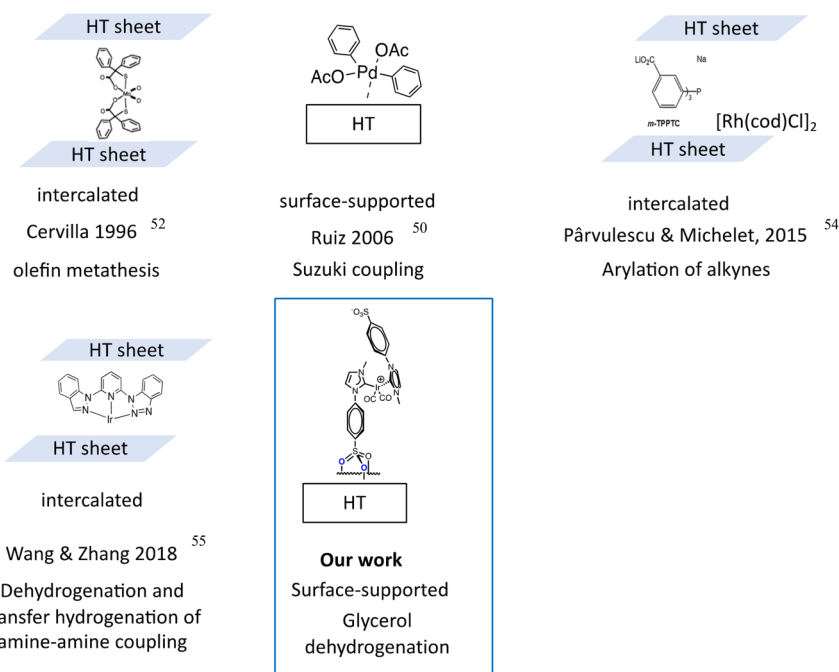 HT sheet
O
S
O
Mo
O
O
O
O
S
HT sheet
intercalated
Cervilla 1996 52
olefin metathesis
OAc
AcO
Pd
HT
surface-supported
Ruiz 2006 50
Suzuki coupling
HT sheet
LiO2C
Na
P
3
m-TPPTC
[Rh(cod)Cl]2
HT sheet
intercalated
Pârvulescu & Michelet, 2015 54
Arylation of alkynes
HT sheet
N
N
N
N
N=N
Ir
HT sheet
intercalated
Wang & Zhang 2018 55
Dehydrogenation and
ansfer hydrogenation of
amine-amine coupling
-O3S
N
N
Ir
+
N
N
OC CO
S
O
O
O
HT
Our work
Surface-supported
Glycerol
dehydrogenation